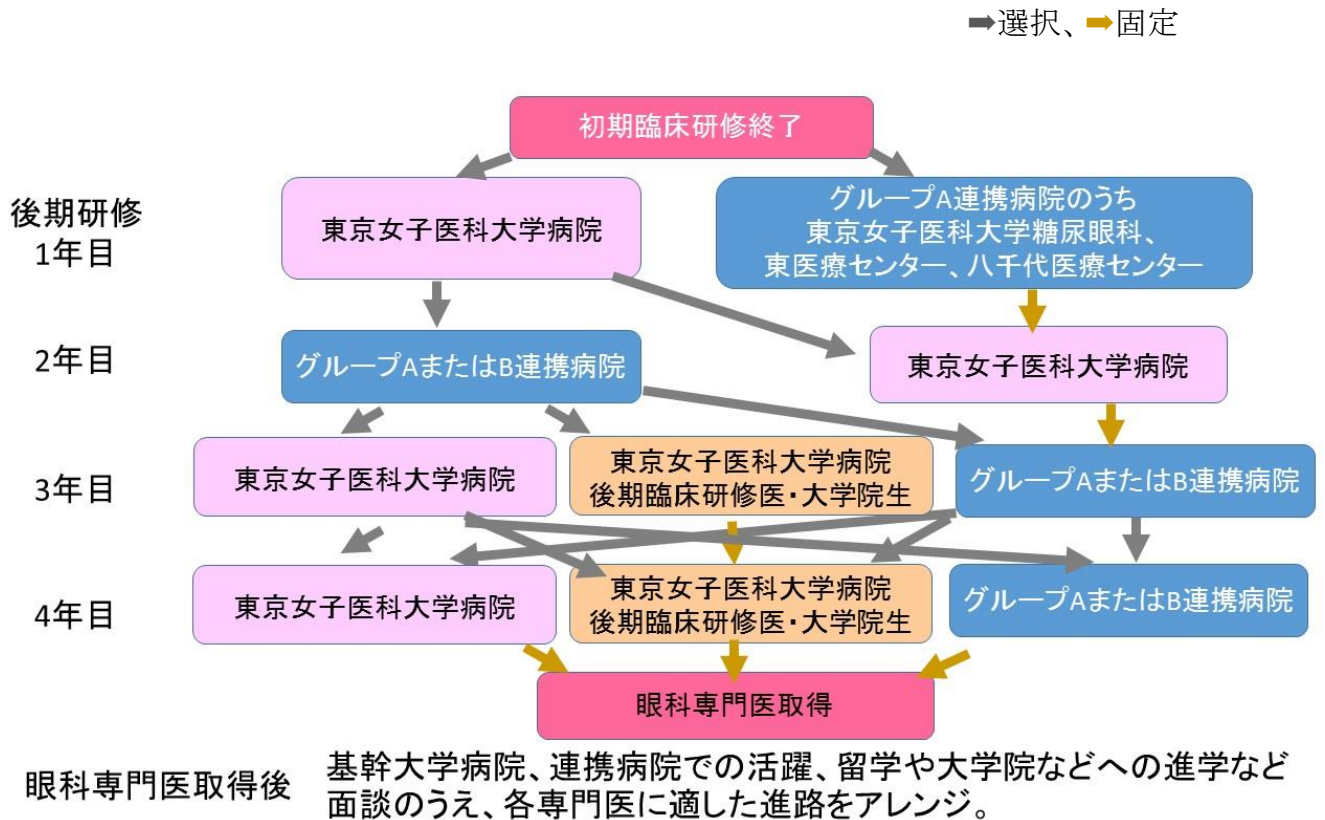 ➡選択、➡固定
初期臨床研修終了
後期研修
1年目
東京女子医科大学病院
グループA連携病院のうち
東京女子医科大学糖尿眼科、
東医療センター、八千代医療センター
2年目
グループAまたはB連携病院
東京女子医科大学病院
3年目
東京女子医科大学病院
東京女子医科大学病院
後期臨床研修医・大学院生
グループAまたはB連携病院
4年目
東京女子医科大学病院
東京女子医科大学病院
後期臨床研修医・大学院生
グループAまたはB連携病院
眼科専門医取得
眼科専門医取得後
基幹大学病院、連携病院での活躍、留学や大学院などへの進学など
面談のうえ、各専門医に適した進路をアレンジ。